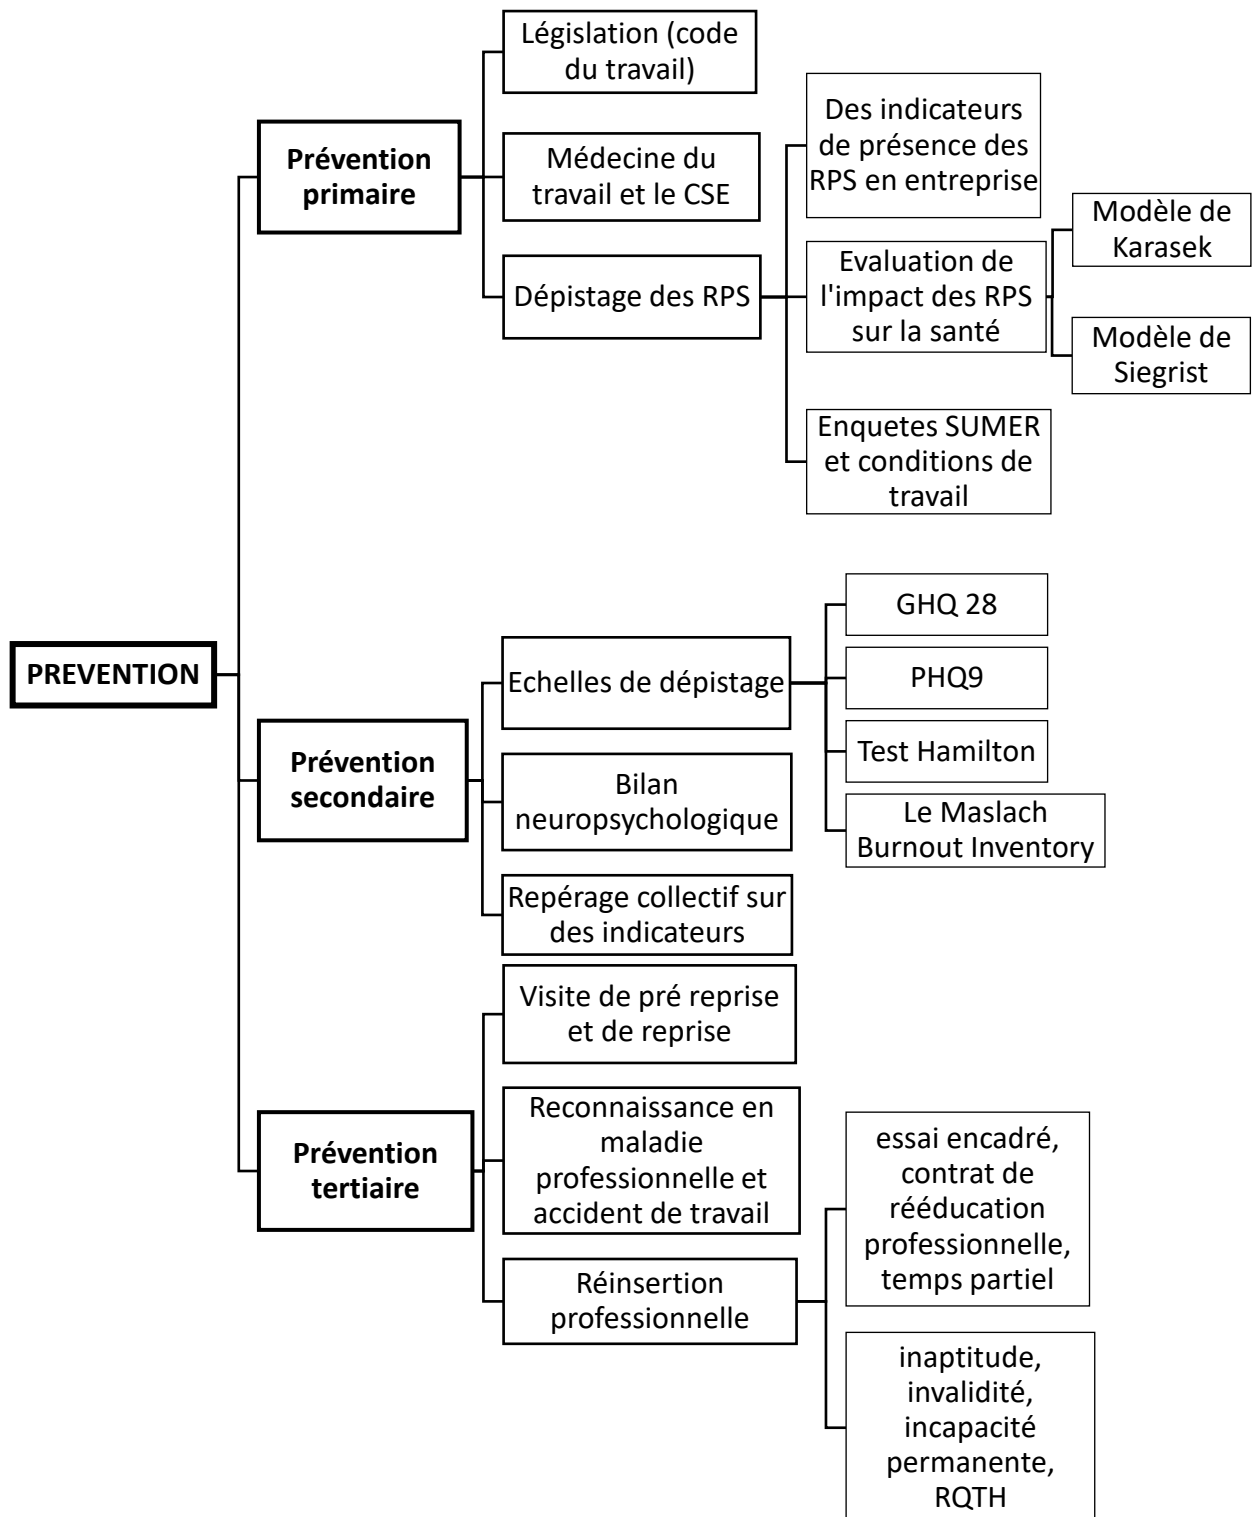 PREVENTION
Prévention
primaire
Législation (code
du travail)
Médecine du
travail et le CSE
Dépistage des RPS
Des indicateurs
de présence des
RPS en entreprise
Evaluation de
l'impact des RPS
sur la santé
Modèle de
Karasek
Modèle de
Siegrist
Enquetes SUMER
et conditions de
travail
Prévention
secondaire
Echelles de dépistage
GHQ 28
PHQ9
Test Hamilton
Le Maslach
Burnout Inventory
Bilan
neuropsychologique
Repérage collectif sur
des indicateurs
Prévention
tertiaire
Visite de pré reprise
et de reprise
Reconnaissance en
maladie
professionnelle et
accident de travail
Réinsertion
professionnelle
essai encadré,
contrat de
rééducation
professionnelle,
temps partiel
inaptitude,
invalidité,
incapacité
permanente,
RQTH